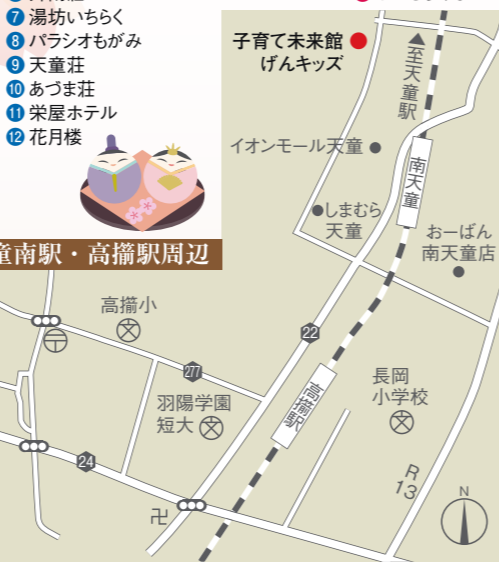 7 湯坊いちらく
8 パラシオもがみ
9 天童荘
10 あづま荘
11 栄屋ホテル
12 花月楼
童南駅・高擶駅周辺
子育て未来館
げんキッズ
至天童駅
イオンモール天童
南天童
しまむら
天童
おーばん
南天童店
高擶小
文
〒
22
277
高擶駅
長岡
小学校
文
羽陽学園
短大
文
24
R
13
卍
N